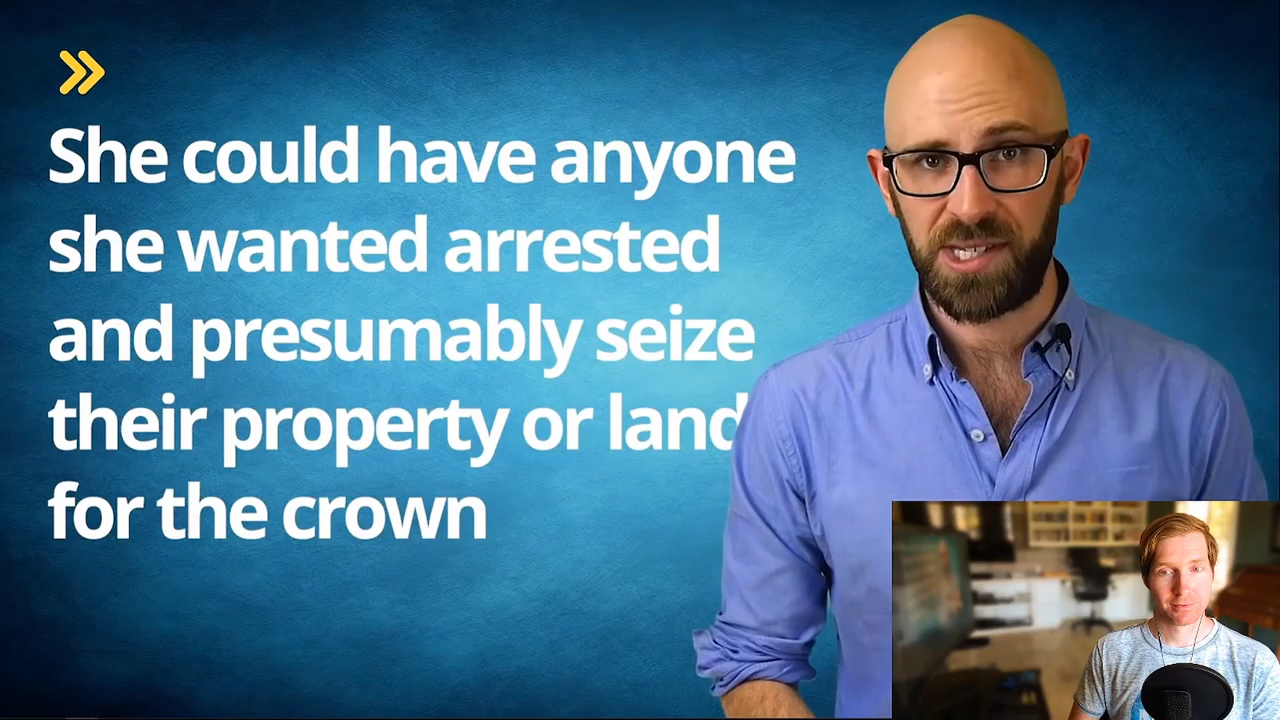 She could have anyone
she wanted arrested
and presumably seize
their property or land
for the crown